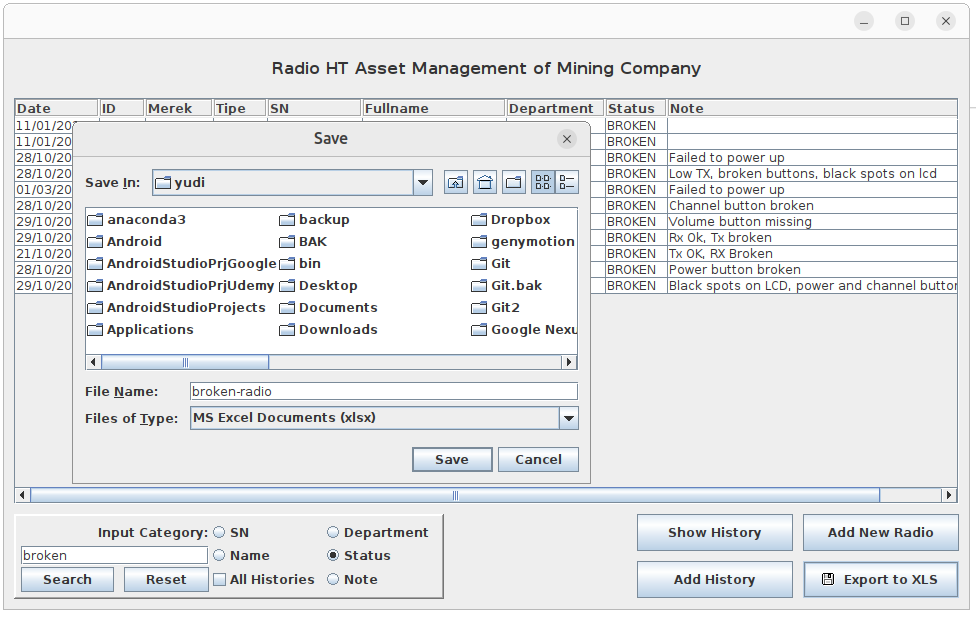 Radio HT Asset Management of Mining Company
Date ID Merek Tipe SN Fullname Department Status Note
11/01/20 BROKEN
11/01/20 BROKEN
28/10/20 BROKEN Failed to power up
28/10/20 BROKEN Low TX, broken buttons, black spots on lcd
01/03/20 BROKEN Failed to power up
28/10/20 BROKEN Channel button broken
29/10/20 BROKEN Volume button missing
29/10/20 BROKEN Rx Ok, Tx broken
21/10/20 BROKEN Tx OK, RX Broken
28/10/20 BROKEN Power button broken
29/10/20 BROKEN Black spots on LCD, power and channel button
Save
Save In: yudi
anaconda3 backup Dropbox
Android BAK genymotion
AndroidStudioPrjGoogle bin Git
AndroidStudioPrjUdemy Desktop Git.bak
AndroidStudioProjects Documents Git2
Applications Downloads Google Nexu
File Name: broken-radio
Files of Type: MS Excel Documents (xlsx)
Save Cancel
Input Category: SN Department
broken Name Status
Search Reset All Histories Note
Show History Add New Radio
Add History Export to XLS